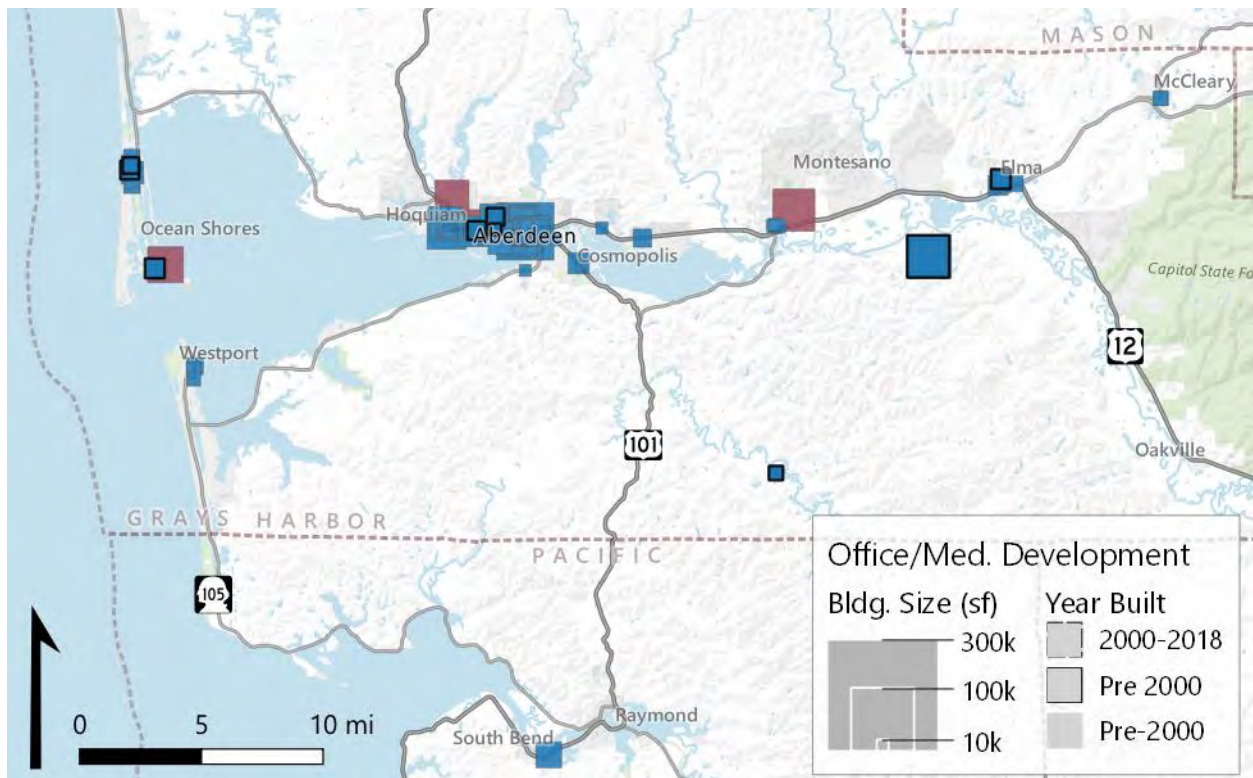 MASON
McCleary
Montesano
Elma
Hoquiam
Ocean Shores
Aberdeen
Cosmopolis
Capitol State Fo
Westport
12
101
Oakville
GRAYS HARBOR
PACIFIC
105
Raymond
South Bend
0 5 10 mi
Office/Med. Development
Bldg. Size (sf)
300k
100k
10k
Year Built
2000-2018
Pre 2000
Pre-2000